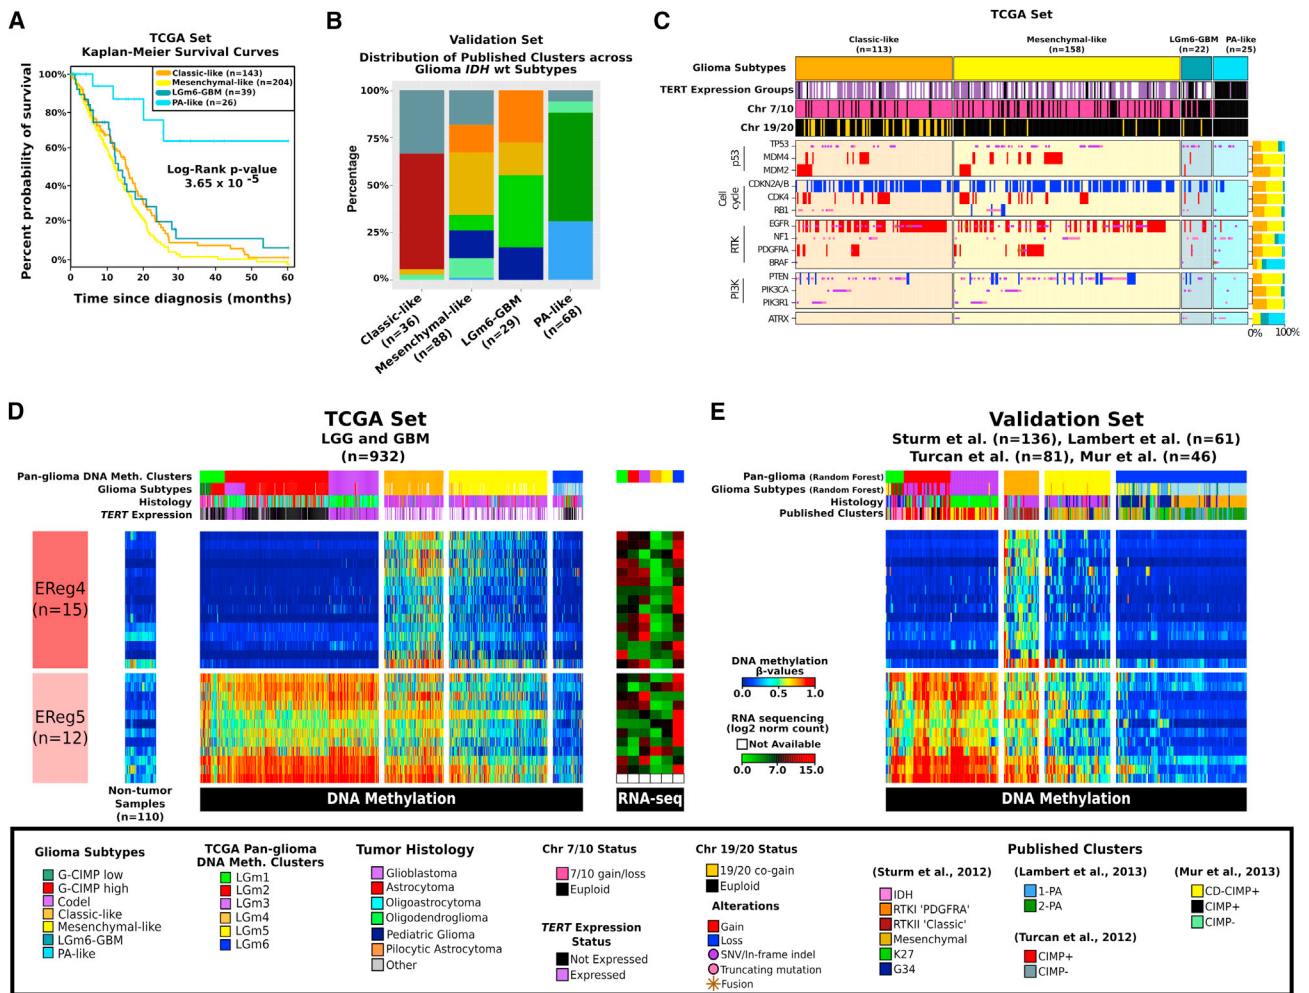 A
TCGA Set
Kaplan-Meier Survival Curves
Percent probability of survival
100%
80%
60%
40%
20%
0%
Classic-like (n=143)
Mesenchymal-like (n=204)
LGm6-GBM (n=39)
PA-like (n=26)
Log-Rank p-value
3.65 x 10 -5
0 10 20 30 40 50 60
Time since diagnosis (months)
B
Validation Set
Distribution of Published Clusters across
Glioma IDH wt Subtypes
Percentage
100%
75%
50%
25%
0%
Classic-like
(n=36)
Mesenchymal-like
(n=88)
LGm6-GBM
(n=29)
PA-like
(n=68)
C
TCGA Set
Classic-like
(n=113)
Mesenchymal-like
(n=158)
LGm6-GBM
(n=22)
PA-like
(n=25)
Glioma Subtypes
TERT Expression Groups
Chr 7/10
Chr 19/20
p53
TP53
MDM4
MDM2
Cell
cycle
CDKN2A/B
CDK4
RB1
RTK
EGFR
NF1
PDGFRA
BRAF
PI3K
PTEN
PIK3CA
PIK3R1
ATRX
0% 100%
D
TCGA Set
LGG and GBM
(n=932)
Pan-glioma DNA Meth. Clusters
Glioma Subtypes
Histology
TERT Expression
EReg4
(n=15)
EReg5
(n=12)
Non-tumor
Samples
(n=110)
DNA Methylation
RNA-seq
DNA methylation
β-values
0.0 0.5 1.0
RNA sequencing
(log2 norm count)
Not Available
0.0 7.0 15.0
E
Validation Set
Sturm et al. (n=136), Lambert et al. (n=61)
Turcan et al. (n=81), Mur et al. (n=46)
Pan-glioma (Random Forest)
Glioma Subtypes (Random Forest)
Histology
Published Clusters
DNA Methylation
Glioma Subtypes
G-CIMP low
G-CIMP high
Codel
Classic-like
Mesenchymal-like
LGm6-GBM
PA-like
TCGA Pan-glioma
DNA Meth. Clusters
LGm1
LGm2
LGm3
LGm4
LGm5
LGm6
Tumor Histology
Glioblastoma
Astrocytoma
Oligoastrocytoma
Oligodendroglioma
Pediatric Glioma
Pilocytic Astrocytoma
Other
Chr 7/10 Status
7/10 gain/loss
Euploid
TERT Expression
Status
Not Expressed
Expressed
Chr 19/20 Status
19/20 co-gain
Euploid
Alterations
Gain
Loss
SNV/In-frame indel
Truncating mutation
Fusion
Published Clusters
(Sturm et al., 2012)
IDH
RTKI 'PDGFRA'
RTKII 'Classic'
Mesenchymal
K27
G34
(Lambert et al., 2013)
1-PA
2-PA
(Turcan et al., 2012)
CIMP+
CIMP-
(Mur et al., 2013)
CD-CIMP+
CIMP+
CIMP-